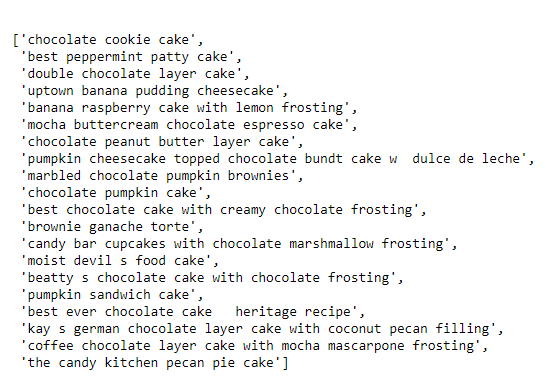 ['chocolate cookie cake',
'best peppermint patty cake',
'double chocolate layer cake',
'uptown banana pudding cheesecake',
'banana raspberry cake with lemon frosting',
'mocha buttercream chocolate espresso cake',
'chocolate peanut butter layer cake',
'pumpkin cheesecake topped chocolate bundt cake w  dulce de leche',
'marbled chocolate pumpkin brownies',
'chocolate pumpkin cake',
'best chocolate cake with creamy chocolate frosting',
'brownie ganache torte',
'candy bar cupcakes with chocolate marshmallow frosting',
'moist devil s food cake',
'beatty s chocolate cake with chocolate frosting',
'pumpkin sandwich cake',
'best ever chocolate cake   heritage recipe',
'kay s german chocolate layer cake with coconut pecan filling',
'coffee chocolate layer cake with mocha mascarpone frosting',
'the candy kitchen pecan pie cake']